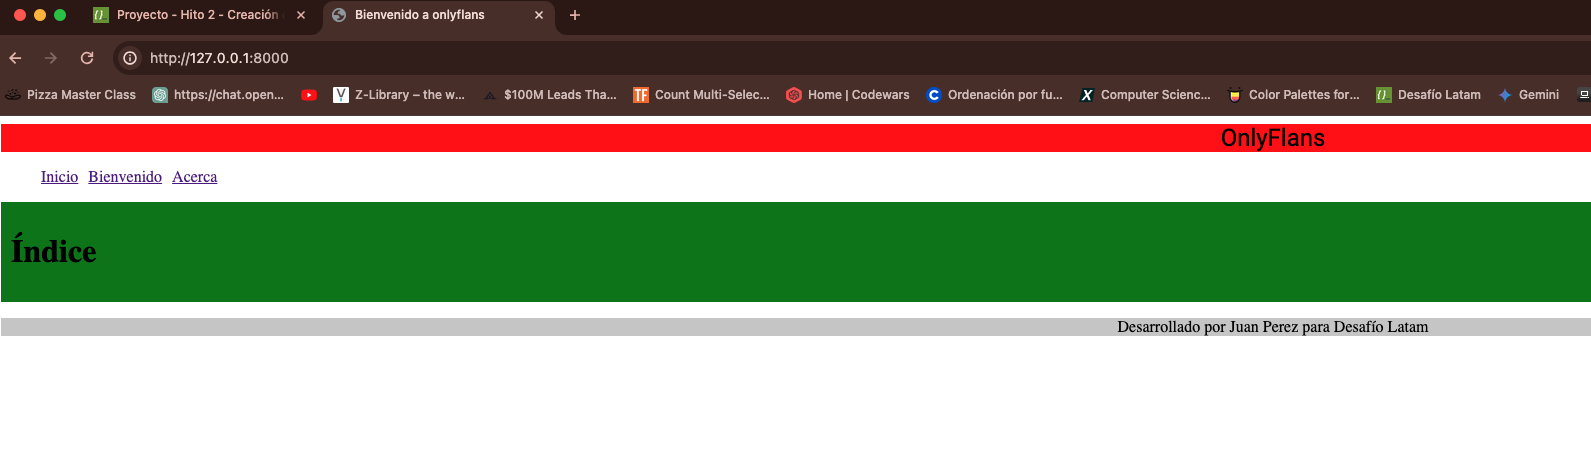 Proyecto - Hito 2 - Creación
Bienvenido a onlyflans
http://127.0.0.1:8000
Pizza Master Class
https://chat.open...
Z-Library – the w...
$100M Leads Tha...
TF
Count Multi-Selec...
Home | Codewars
Ordenación por fu...
Computer Scienc...
Color Palettes for...
Desafío Latam
Gemini
OnlyFlans
Inicio Bienvenido Acerca
Índice
Desarrollado por Juan Perez para Desafío Latam